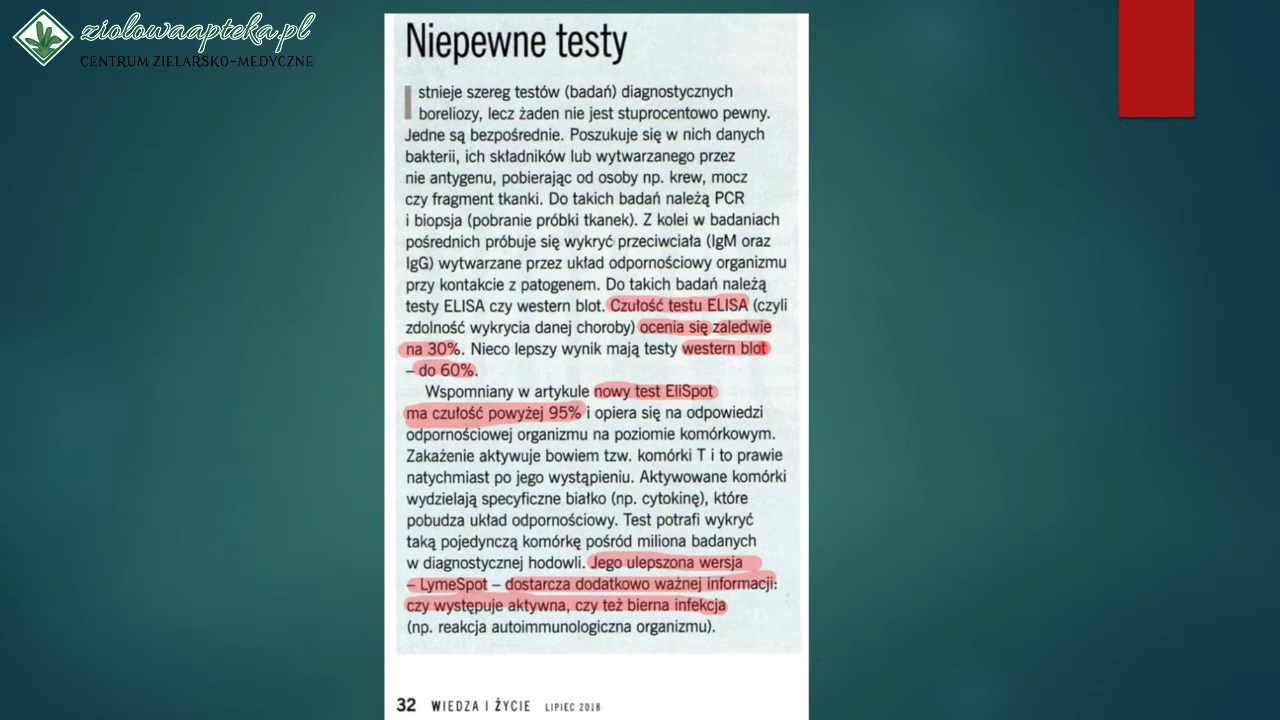 ziolowaapteka.pl
CENTRUM ZIELARSKO-MEDYCZNE
Niepewne testy
Istnieje szereg testów (badań) diagnostycznych
boreliozy, lecz żaden nie jest stuprocentowo pewny.
Jedne są bezpośrednie. Poszukuje się w nich danych
bakterii, ich składników lub wytwarzanego przez
nie antygenu, pobierając od osoby np. krew, mocz
czy fragment tkanki. Do takich badań należą PCR
i biopsja (pobranie próbki tkanek). Z kolei w badaniach
pośrednich próbuje się wykryć przeciwciała (IgM oraz
IgG) wytwarzane przez układ odpornościowy organizmu
przy kontakcie z patogenem. Do takich badań należą
testy ELISA czy western blot. Czułość testu ELISA (czyli
zdolność wykrycia danej choroby) ocenia się zaledwie
na 30%. Nieco lepszy wynik mają testy western blot
– do 60%.
Wspomniany w artykule nowy test EliSpot
ma czułość powyżej 95% i opiera się na odpowiedzi
odpornościowej organizmu na poziomie komórkowym.
Zakażenie aktywuje bowiem tzw. komórki T i to prawie
natychmiast po jego wystąpieniu. Aktywowane komórki
wydzielają specyficzne białko (np. cytokinę), które
pobudza układ odpornościowy. Test potrafi wykryć
taką pojedynczą komórkę pośród miliona badanych
w diagnostycznej hodowli. Jego ulepszona wersja
– LymeSpot – dostarcza dodatkowo ważnej informacji:
czy występuje aktywna, czy też bierna infekcja
(np. reakcja autoimmunologiczna organizmu).
32 WIEDZA I ŻYCIE LIPIEC 2018